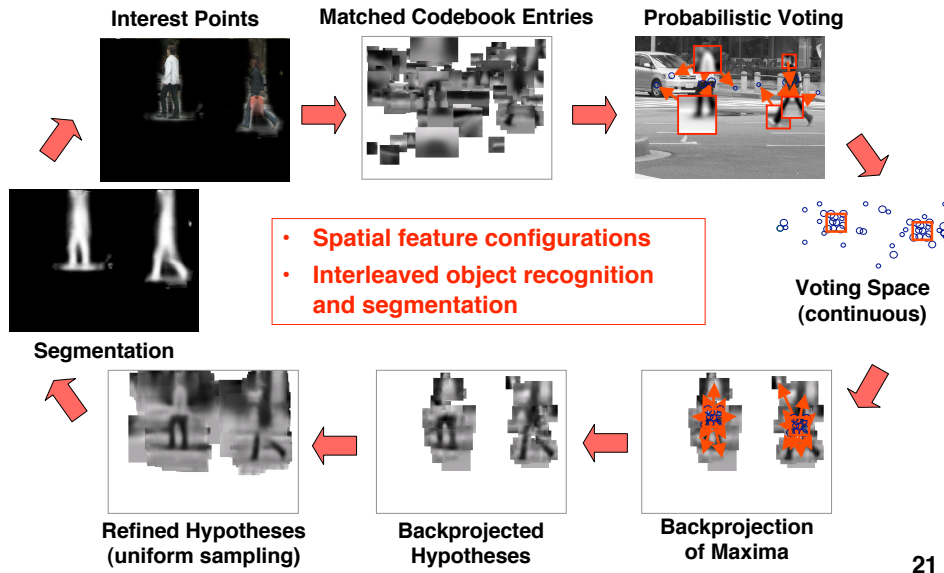 Interest Points
Matched Codebook Entries
Probabilistic Voting
• Spatial feature configurations
• Interleaved object recognition
and segmentation
Voting Space
(continuous)
Segmentation
Refined Hypotheses
(uniform sampling)
Backprojected
Hypotheses
Backprojection
of Maxima
21